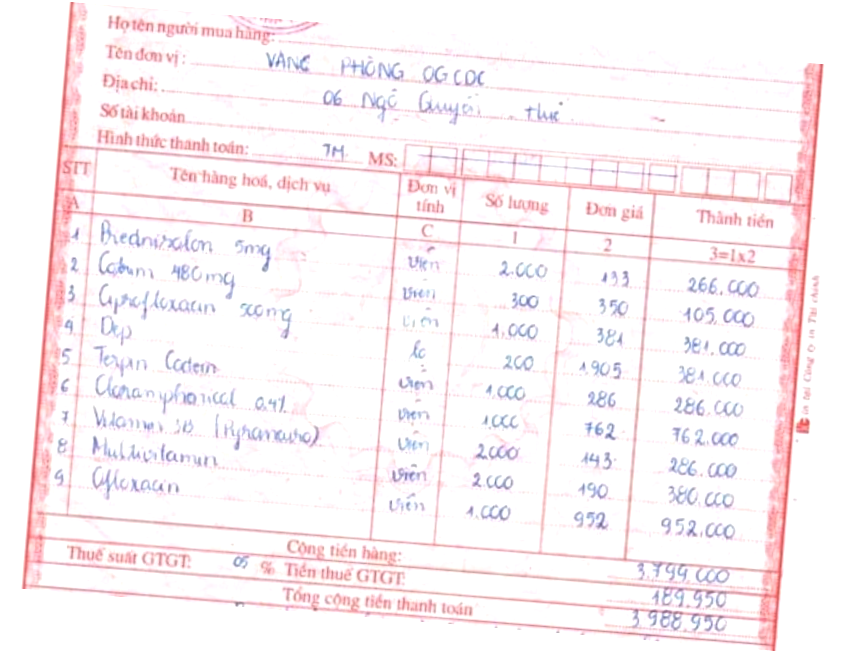 Họ tên người mua hàng:
Tên đơn vị: VĂNG PHÒNG OGCDC
Địa chỉ: 06 Ngô Quyền - Huế
Số tài khoản
Hình thức thanh toán: TM. MS:
STT Tên hàng hoá, dịch vụ Đơn vị tính Số lượng Đơn giá Thành tiền
A B C 1 2 3=1x2
1 Prednizolon 5mg viên 2.000 133 266.000
2 480mg viên 300 350 105.000
3 Ciprofloxacin 500mg viên 1.000 381 381.000
4 Dep lọ 200 1.905 381.000
5 Terpin Codein viên 1.000 286 286.000
6 0,4% viên 1.000 762 762.000
7 Vitamin 3B viên 2.000 143 286.000
8 Multivitamin viên 2.000 190 380.000
9 Ofloxacin viên 1.000 952 952.000
Cộng tiền hàng: 3.799.000
Thuế suất GTGT: 05 % Tiền thuế GTGT: 189.950
Tổng cộng tiền thanh toán 3.988.950
in tại Công ty in Tài chính